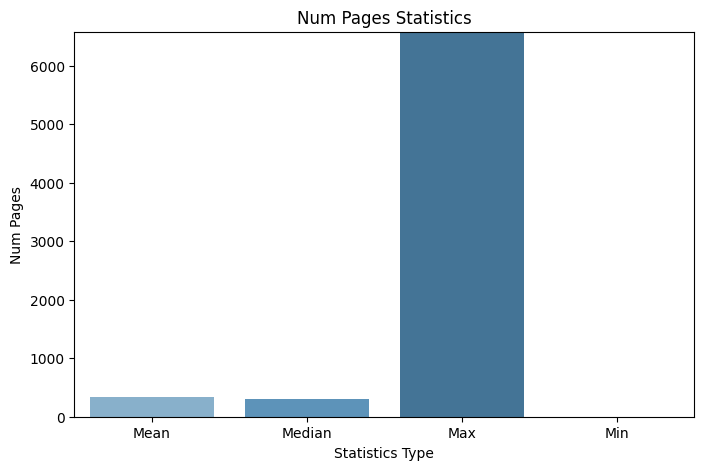 Num Pages Statistics
Num Pages
6000
5000
4000
3000
2000
1000
0
Mean Median Max Min
Statistics Type